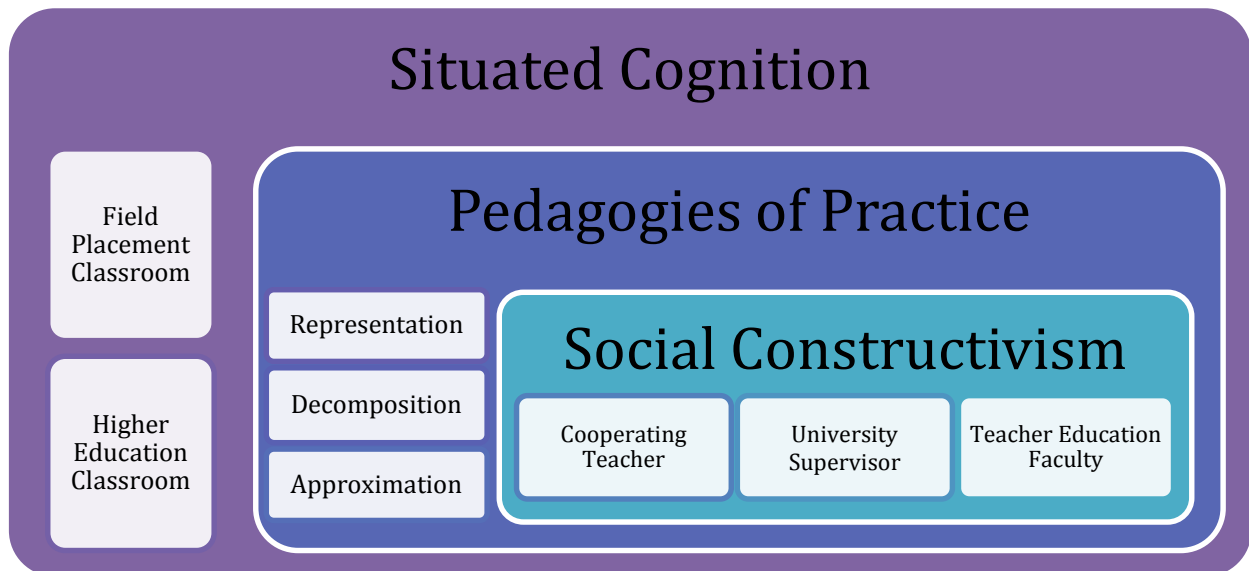 Situated Cognition
Field
Placement
Classroom
Higher
Education
Classroom
Pedagogies of Practice
Representation
Decomposition
Approximation
Social Constructivism
Cooperating
Teacher
University
Supervisor
Teacher Education
Faculty